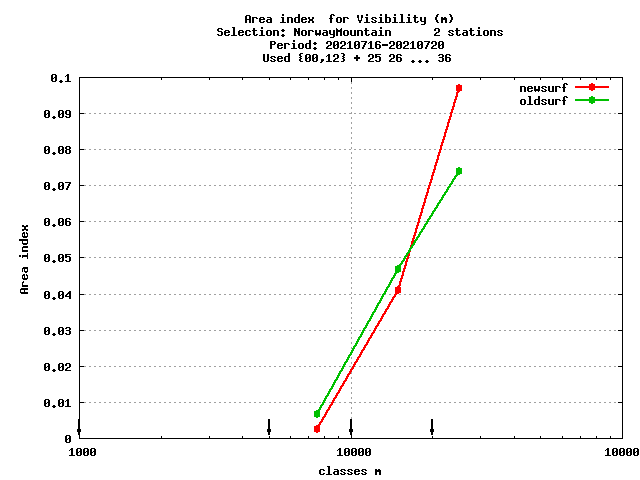 Area index  for Visibility (m)
Selection: NorwayMountain      2 stations
Period: 20210716-20210720
Used {00,12} + 25 26 ... 36
newsurf
oldsurf
0.1
0.09
0.08
0.07
0.06
0.05
0.04
0.03
0.02
0.01
0
Area index
1000 10000 10000
classes m